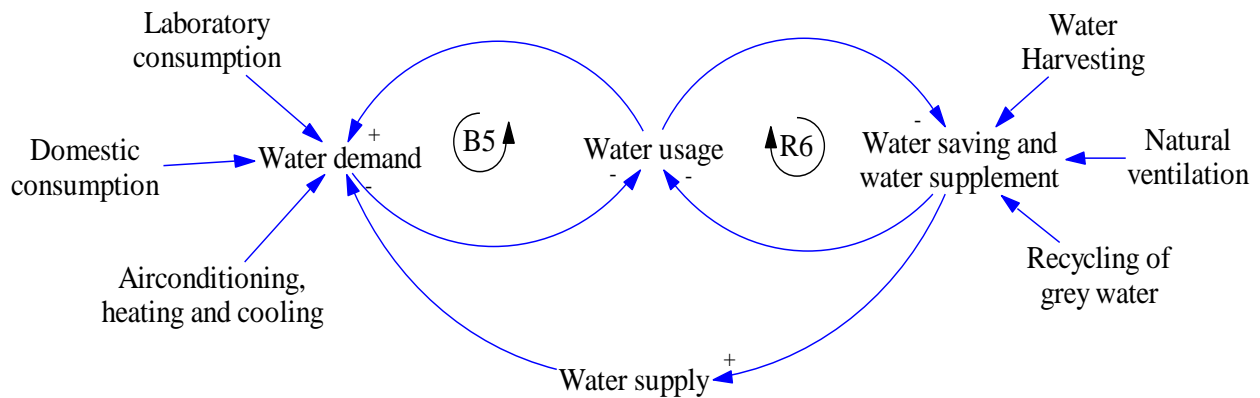 Laboratory
consumption
Water
Harvesting
+
B5
-
R6
Domestic
consumption
Water demand
-
Water usage
-
-
Water saving and
water supplement
Natural
ventilation
Airconditioning,
heating and cooling
Recycling of
grey water
+
Water supply